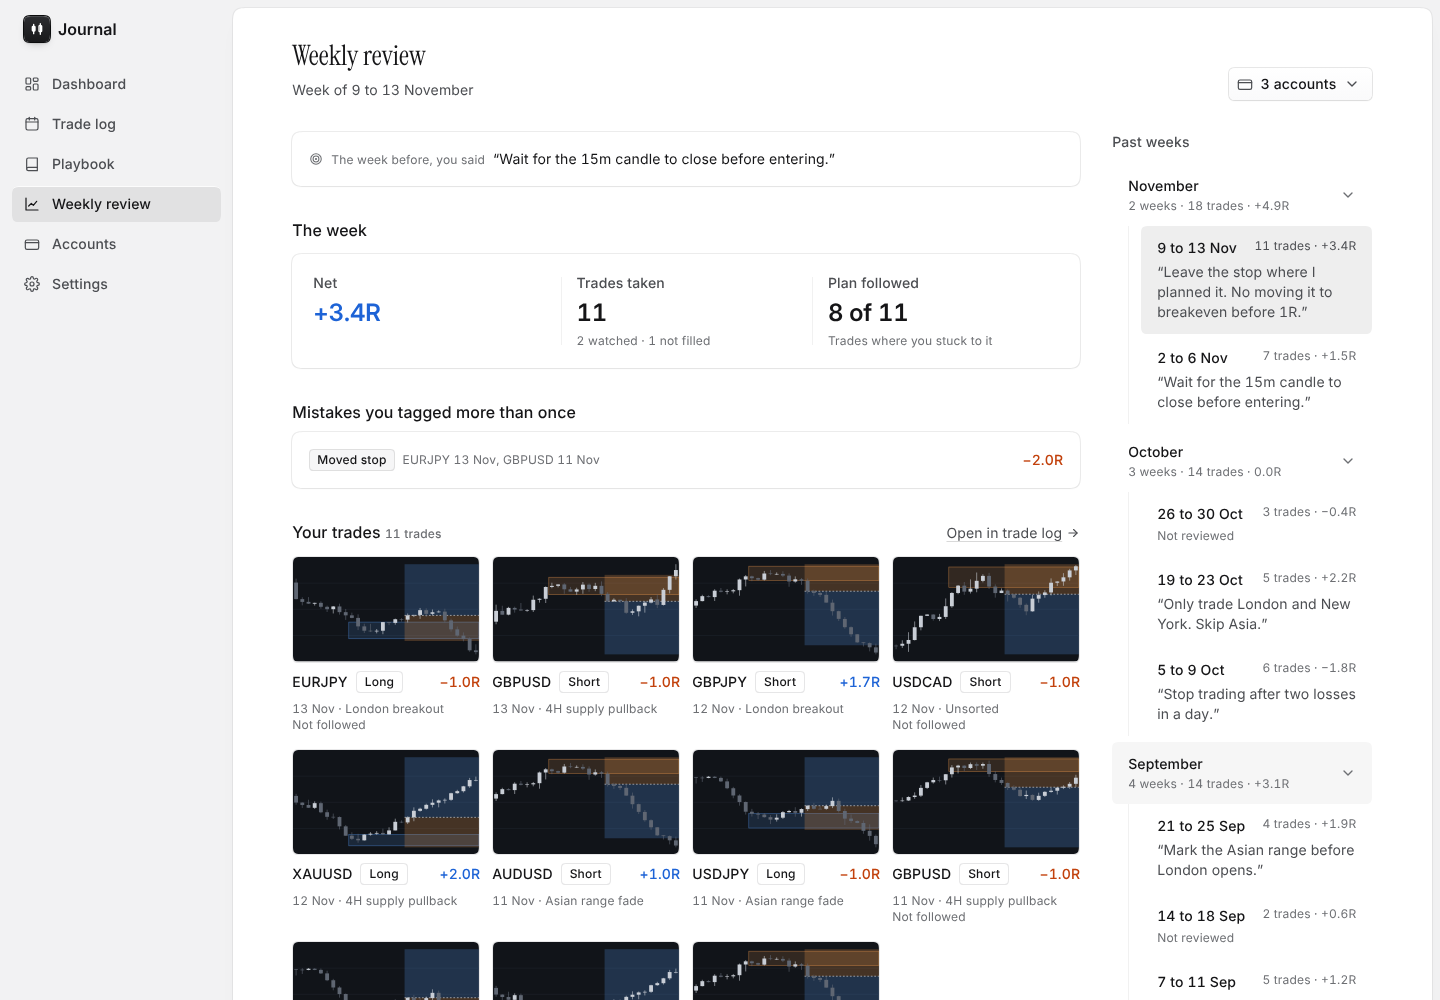 Journal
Dashboard
Trade log
Playbook
Weekly review
Accounts
Settings
Weekly review
Week of 9 to 13 November
3 accounts
The week before, you said “Wait for the 15m candle to close before entering.”
The week
Net
+3.4R
Trades taken
11
2 watched · 1 not filled
Plan followed
8 of 11
Trades where you stuck to it
Mistakes you tagged more than once
Moved stop EURJPY 13 Nov, GBPUSD 11 Nov −2.0R
Your trades 11 trades
Open in trade log →
EURJPY Long −1.0R
13 Nov · London breakout
Not followed
GBPUSD Short −1.0R
13 Nov · 4H supply pullback
GBPJPY Short +1.7R
12 Nov · London breakout
USDCAD Short −1.0R
12 Nov · Unsorted
Not followed
XAUUSD Long +2.0R
12 Nov · 4H supply pullback
AUDUSD Short +1.0R
11 Nov · Asian range fade
USDJPY Long −1.0R
11 Nov · Asian range fade
GBPUSD Short −1.0R
11 Nov · 4H supply pullback
Not followed
Past weeks
November
2 weeks · 18 trades · +4.9R
9 to 13 Nov 11 trades · +3.4R
“Leave the stop where I
planned it. No moving it to
breakeven before 1R.”
2 to 6 Nov 7 trades · +1.5R
“Wait for the 15m candle to
close before entering.”
October
3 weeks · 14 trades · 0.0R
26 to 30 Oct 3 trades · −0.4R
Not reviewed
19 to 23 Oct 5 trades · +2.2R
“Only trade London and New
York. Skip Asia.”
5 to 9 Oct 6 trades · −1.8R
“Stop trading after two losses
in a day.”
September
4 weeks · 14 trades · +3.1R
21 to 25 Sep 4 trades · +1.9R
“Mark the Asian range before
London opens.”
14 to 18 Sep 2 trades · +0.6R
Not reviewed
7 to 11 Sep 5 trades · +1.2R